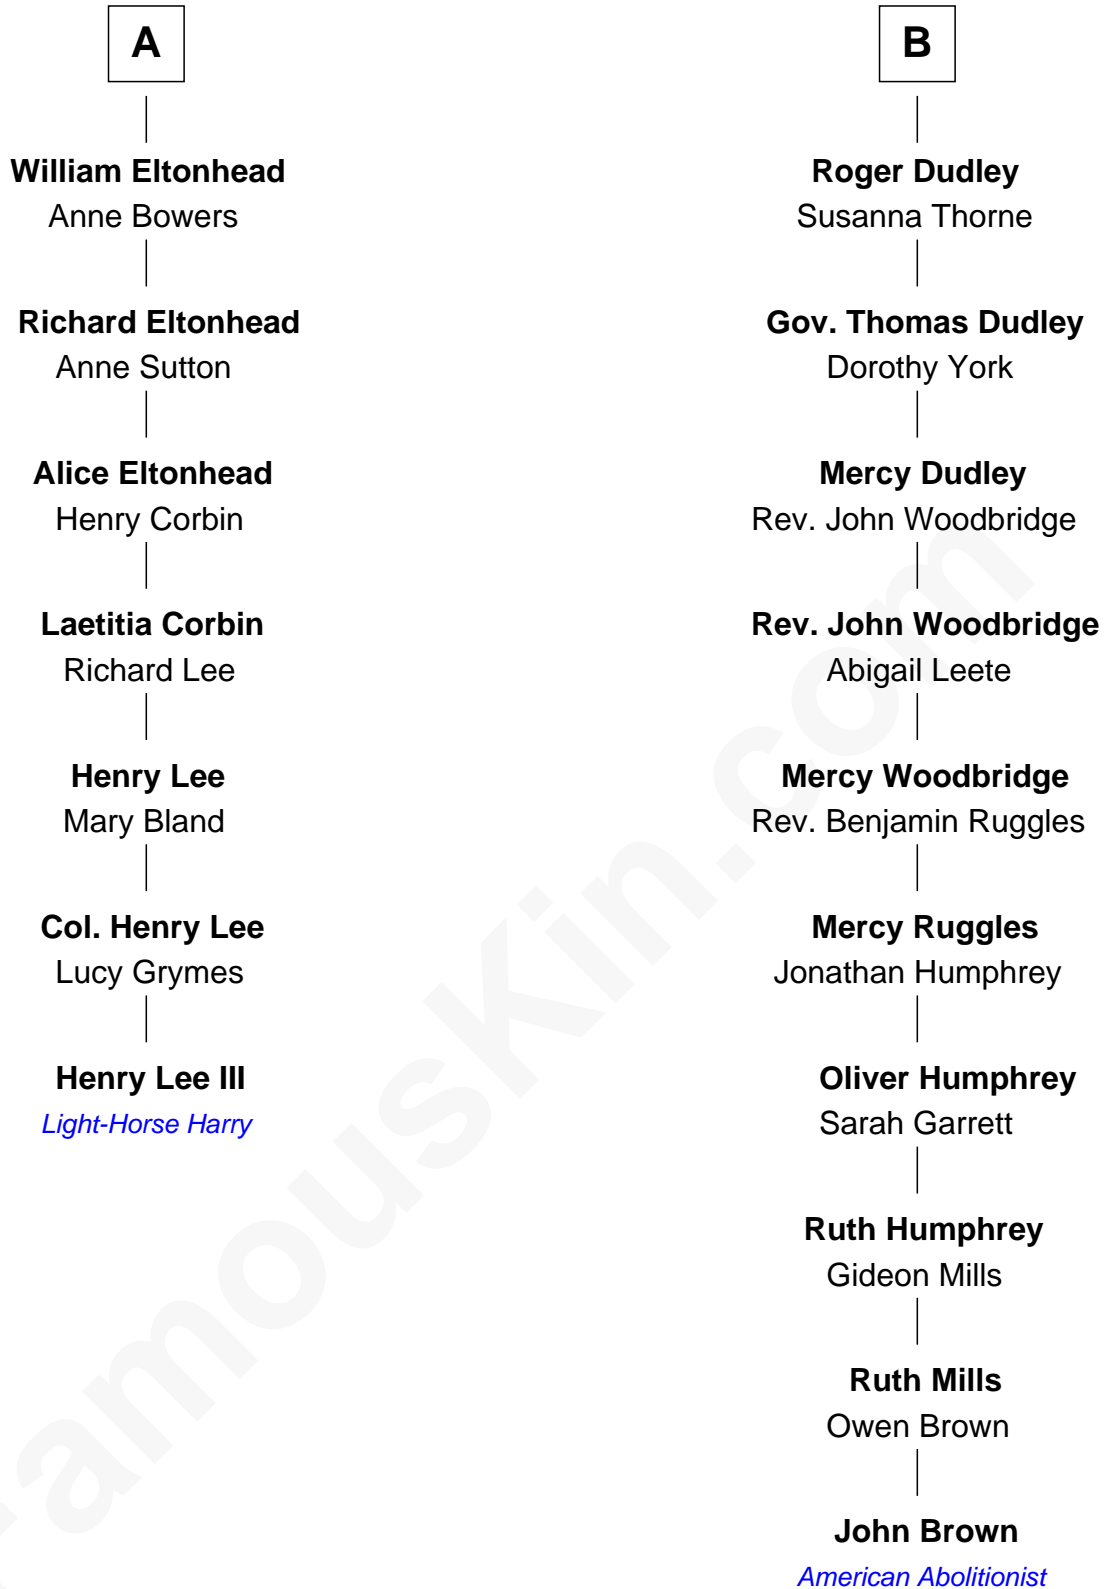 A
William Eltonhead
Anne Bowers
Richard Eltonhead
Anne Sutton
Alice Eltonhead
Henry Corbin
Laetitia Corbin
Richard Lee
Henry Lee
Mary Bland
Col. Henry Lee
Lucy Grymes
Henry Lee III
Light-Horse Harry
B
Roger Dudley
Susanna Thorne
Gov. Thomas Dudley
Dorothy York
Mercy Dudley
Rev. John Woodbridge
Rev. John Woodbridge
Abigail Leete
Mercy Woodbridge
Rev. Benjamin Ruggles
Mercy Ruggles
Jonathan Humphrey
Oliver Humphrey
Sarah Garrett
Ruth Humphrey
Gideon Mills
Ruth Mills
Owen Brown
John Brown
American Abolitionist
FamousKin.com